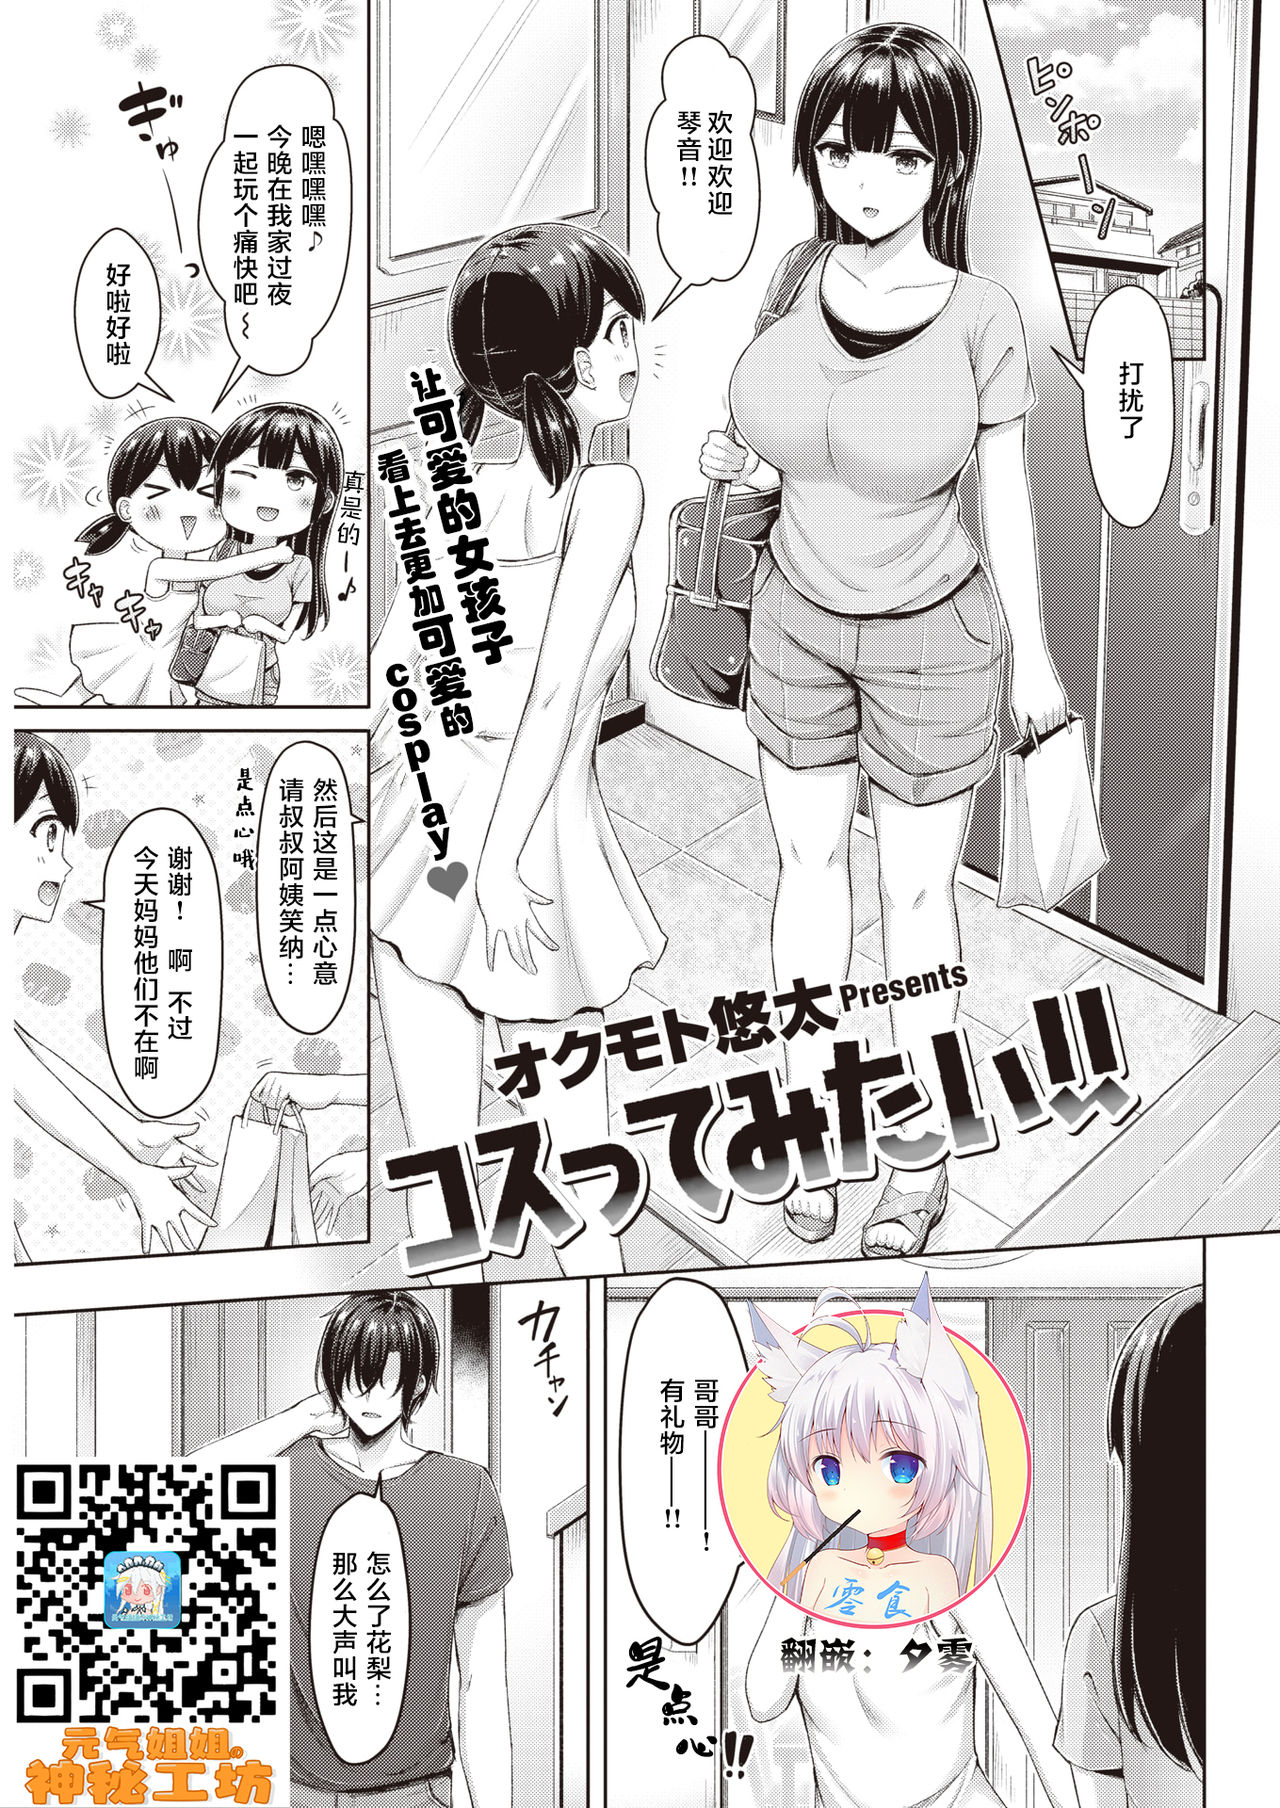 ピンポーン
打扰了
欢迎欢迎
琴音!!
ぎゅ
っ
嗯嘿嘿嘿♪
今晚在我家过夜
一起玩个痛快吧～
好啦好啦
真是的ー♪
キャ
キャ
让可爱的女孩子
看上去更加可爱的
cosplay♥
オクモト悠太 Presents
コスってみたい!!
然后这是一点心意
请叔叔阿姨笑纳…
是点心哦
谢谢！ 啊 不过
今天妈妈他们不在啊
哥哥——！
有礼物——!!
是点心!!
零食
翻嵌：夕雾
カチャン
怎么了花梨…
那么大声叫我
元气姐姐。
神秘工坊